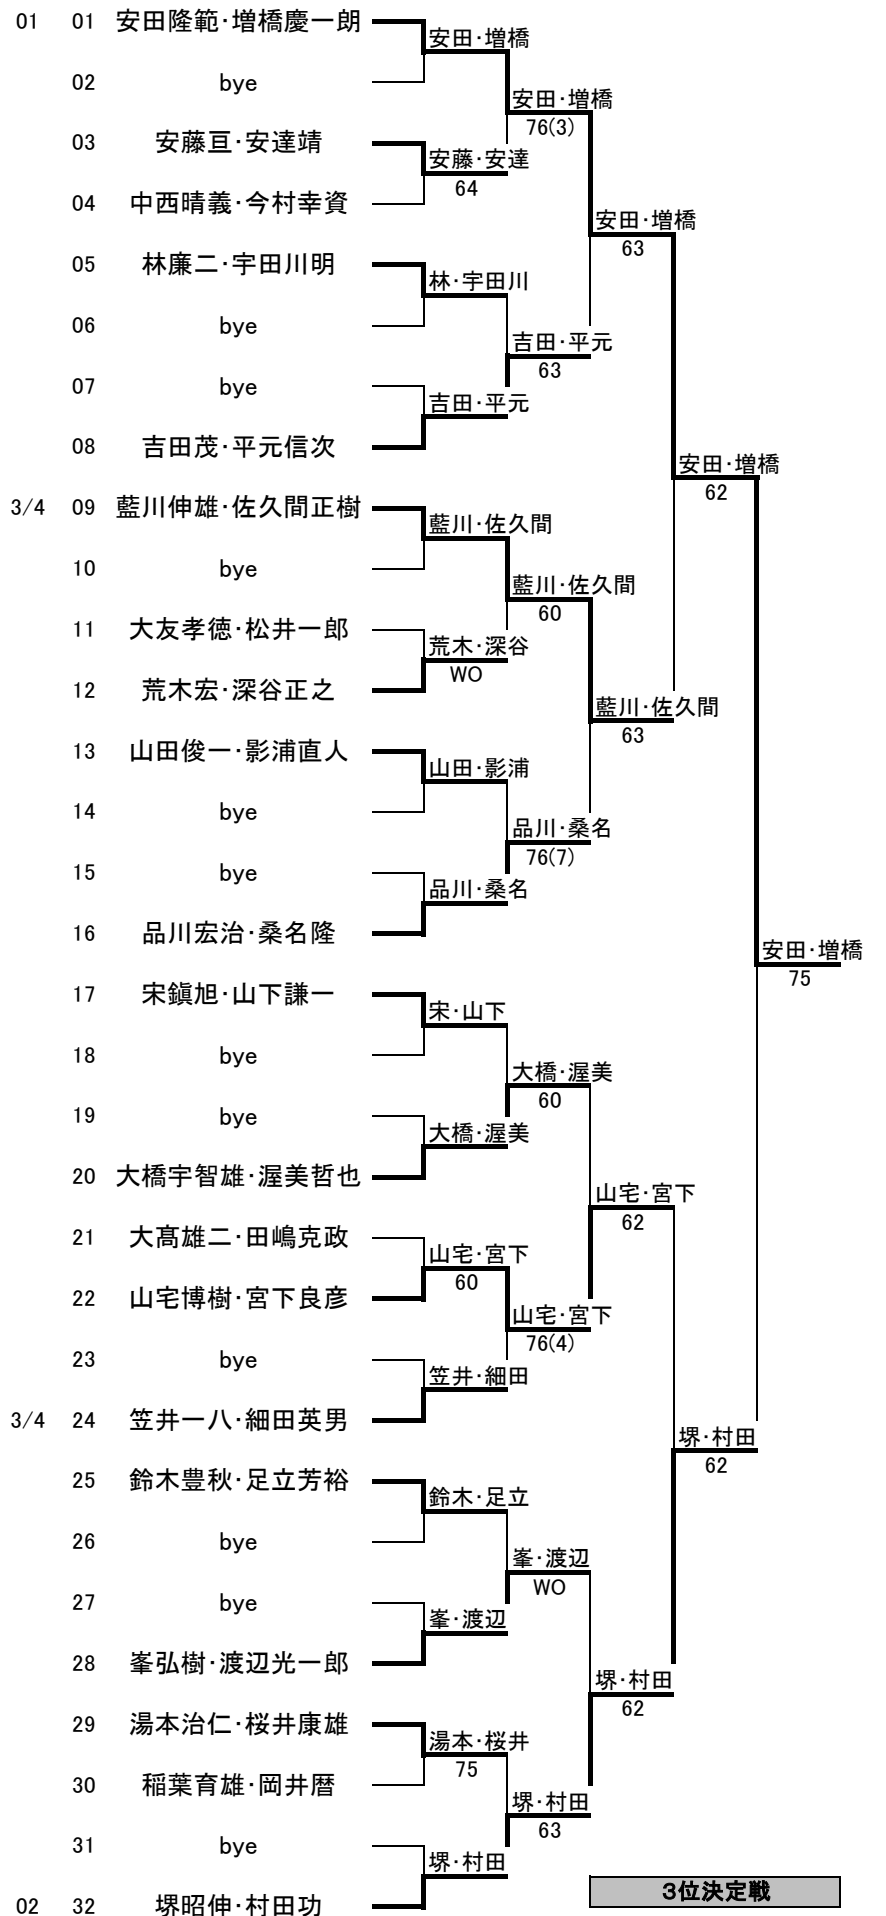 01 01 安田隆範・増橋慶一朗
安田・増橋
02 bye
安田・増橋
76(3)
03 安藤亘・安達靖
安藤・安達
64
04 中西晴義・今村幸資
安田・増橋
63
05 林廉二・宇田川明
林・宇田川
06 bye
吉田・平元
63
07 bye
吉田・平元
08 吉田茂・平元信次
安田・増橋
62
3/4 09 藍川伸雄・佐久間正樹
藍川・佐久間
10 bye
藍川・佐久間
60
11 大友孝徳・松井一郎
荒木・深谷
WO
12 荒木宏・深谷正之
藍川・佐久間
63
13 山田俊一・影浦直人
山田・影浦
14 bye
品川・桑名
76(7)
15 bye
品川・桑名
16 品川宏治・桑名隆
安田・増橋
75
17 宋鎭旭・山下謙一
宋・山下
18 bye
大橋・渥美
60
19 bye
大橋・渥美
20 大橋宇智雄・渥美哲也
山宅・宮下
62
21 大髙雄二・田嶋克政
山宅・宮下
60
22 山宅博樹・宮下良彦
山宅・宮下
76(4)
23 bye
笠井・細田
3/4 24 笠井一八・細田英男
堺・村田
62
25 鈴木豊秋・足立芳裕
鈴木・足立
26 bye
峯・渡辺
WO
27 bye
峯・渡辺
28 峯弘樹・渡辺光一郎
堺・村田
62
29 湯本治仁・桜井康雄
湯本・桜井
75
30 稲葉育雄・岡井暦
堺・村田
63
31 bye
堺・村田
02 32 堺昭伸・村田功
3位決定戦